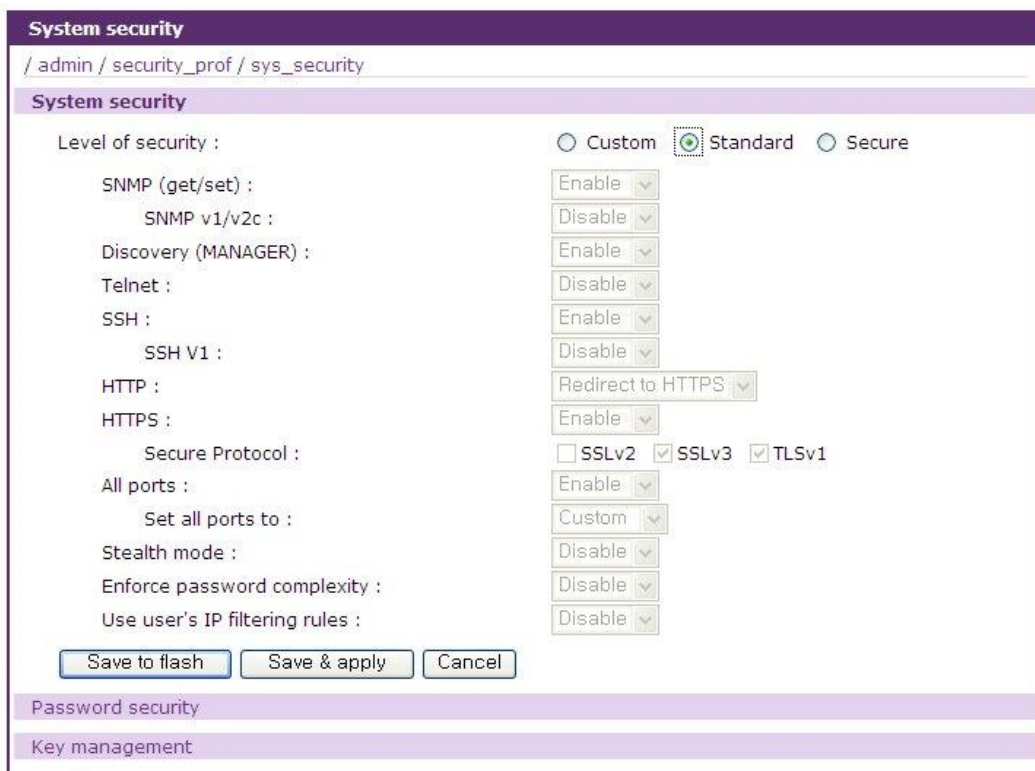 System security
/ admin / security_prof / sys_security
System security
Level of security : Custom Standard Secure
SNMP (get/set) : Enable
SNMP v1/v2c : Disable
Discovery (MANAGER) : Enable
Telnet : Disable
SSH : Enable
SSH V1 : Disable
HTTP : Redirect to HTTPS
HTTPS : Enable
Secure Protocol : SSLv2 SSLv3 TLSv1
All ports : Enable
Set all ports to : Custom
Stealth mode : Disable
Enforce password complexity : Disable
Use user's IP filtering rules : Disable
Save to flash Save & apply Cancel
Password security
Key management